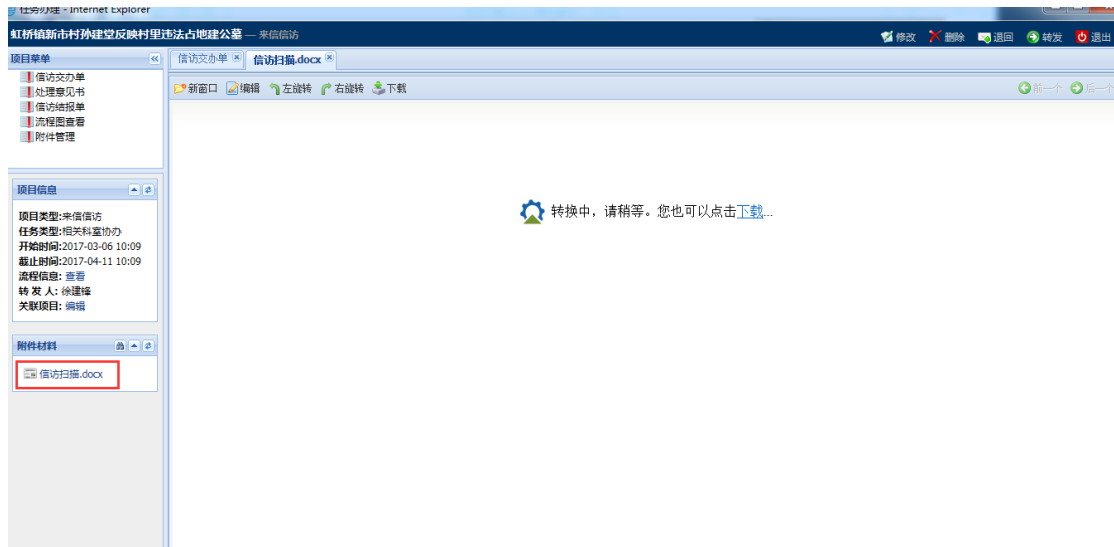 任务办理 - Internet Explorer
虹桥镇新市村孙建堂反映村里违法占地建公墓 — 来信信访
修改 删除 退回 转发 退出
项目菜单
信访交办单
处理意见书
信访结报单
流程图查看
附件管理
信访交办单 信访扫描.docx
新窗口 编辑 左旋转 右旋转 下载
前一个 后一个
转换中，请稍等。您也可以点击下载...
项目信息
项目类型:来信信访
任务类型:相关科室协办
开始时间:2017-03-06 10:09
截止时间:2017-04-11 10:09
流程信息: 查看
转 发 人: 徐建锋
关联项目: 编辑
附件材料
信访扫描.docx